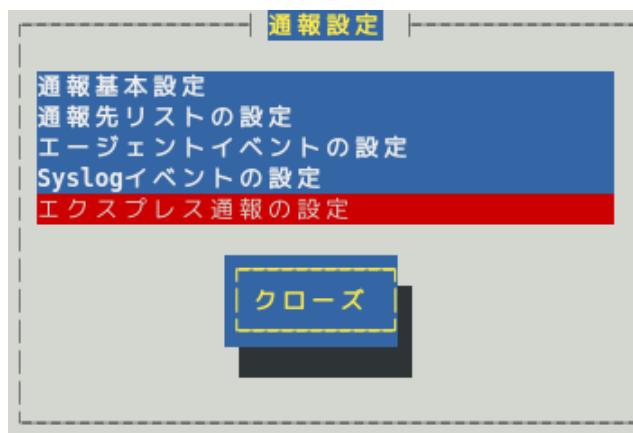 通報設定
通報基本設定
通報先リストの設定
エージェントイベントの設定
Syslogイベントの設定
エクスプレス通報の設定
クローズ